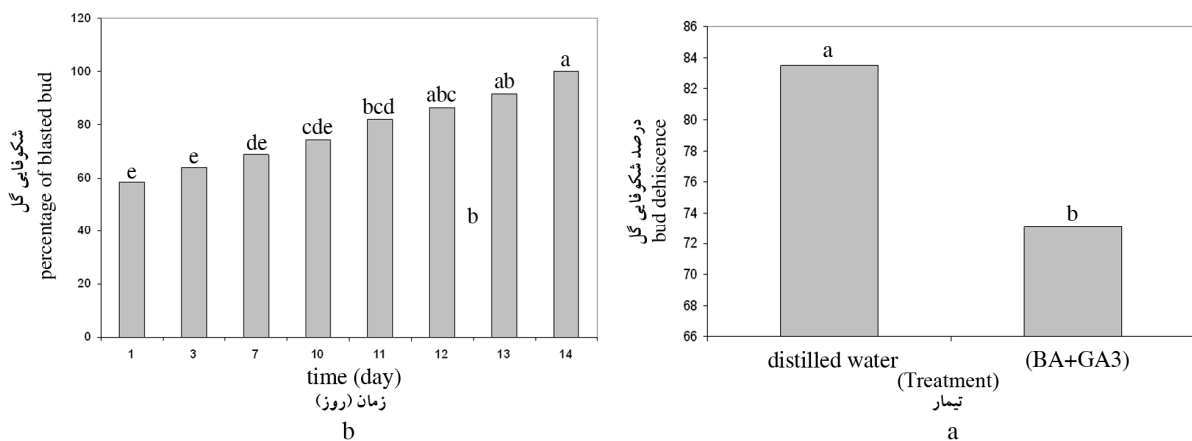 120
100
80
60
40
20
0
e
e
de
cde
bcd
abc
ab
a
b
1 3 7 10 11 12 13 14
time (day)
زمان (روز)
شکوفایی گل
percentage of blasted bud
b
86
84
82
80
78
76
74
72
70
68
66
a
b
distilled water
(BA+GA3)
(Treatment)
تیمار
درصد شکوفایی گل
bud dehiscence
a